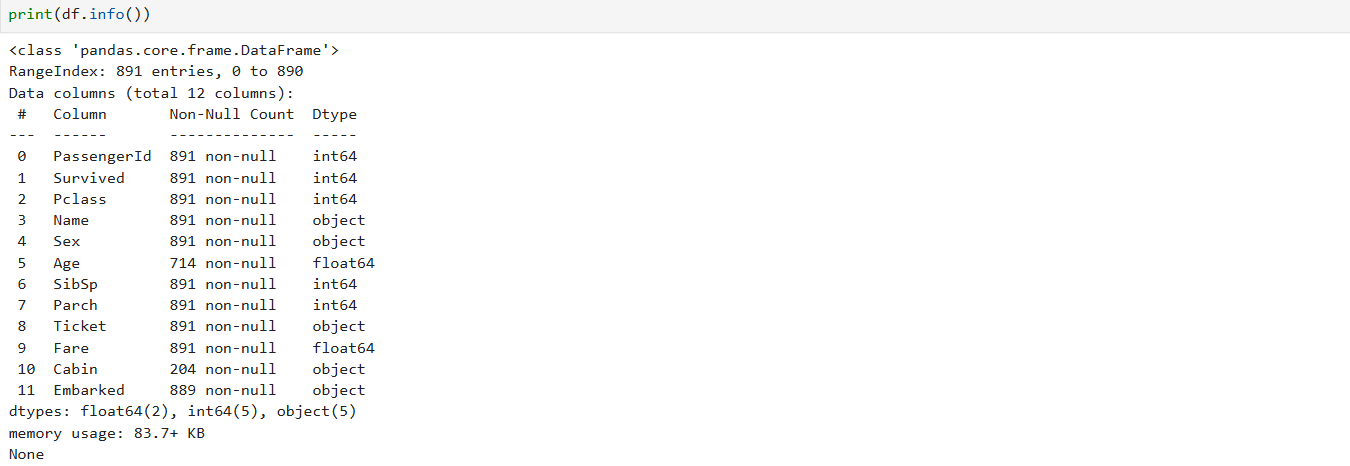 print(df.info())
<class 'pandas.core.frame.DataFrame'>
RangeIndex: 891 entries, 0 to 890
Data columns (total 12 columns):
 #   Column       Non-Null Count  Dtype
---  ------       --------------  -----
 0   PassengerId  891 non-null    int64
 1   Survived     891 non-null    int64
 2   Pclass       891 non-null    int64
 3   Name         891 non-null    object
 4   Sex          891 non-null    object
 5   Age          714 non-null    float64
 6   SibSp        891 non-null    int64
 7   Parch        891 non-null    int64
 8   Ticket       891 non-null    object
 9   Fare         891 non-null    float64
 10  Cabin        204 non-null    object
 11  Embarked     889 non-null    object
dtypes: float64(2), int64(5), object(5)
memory usage: 83.7+ KB
None